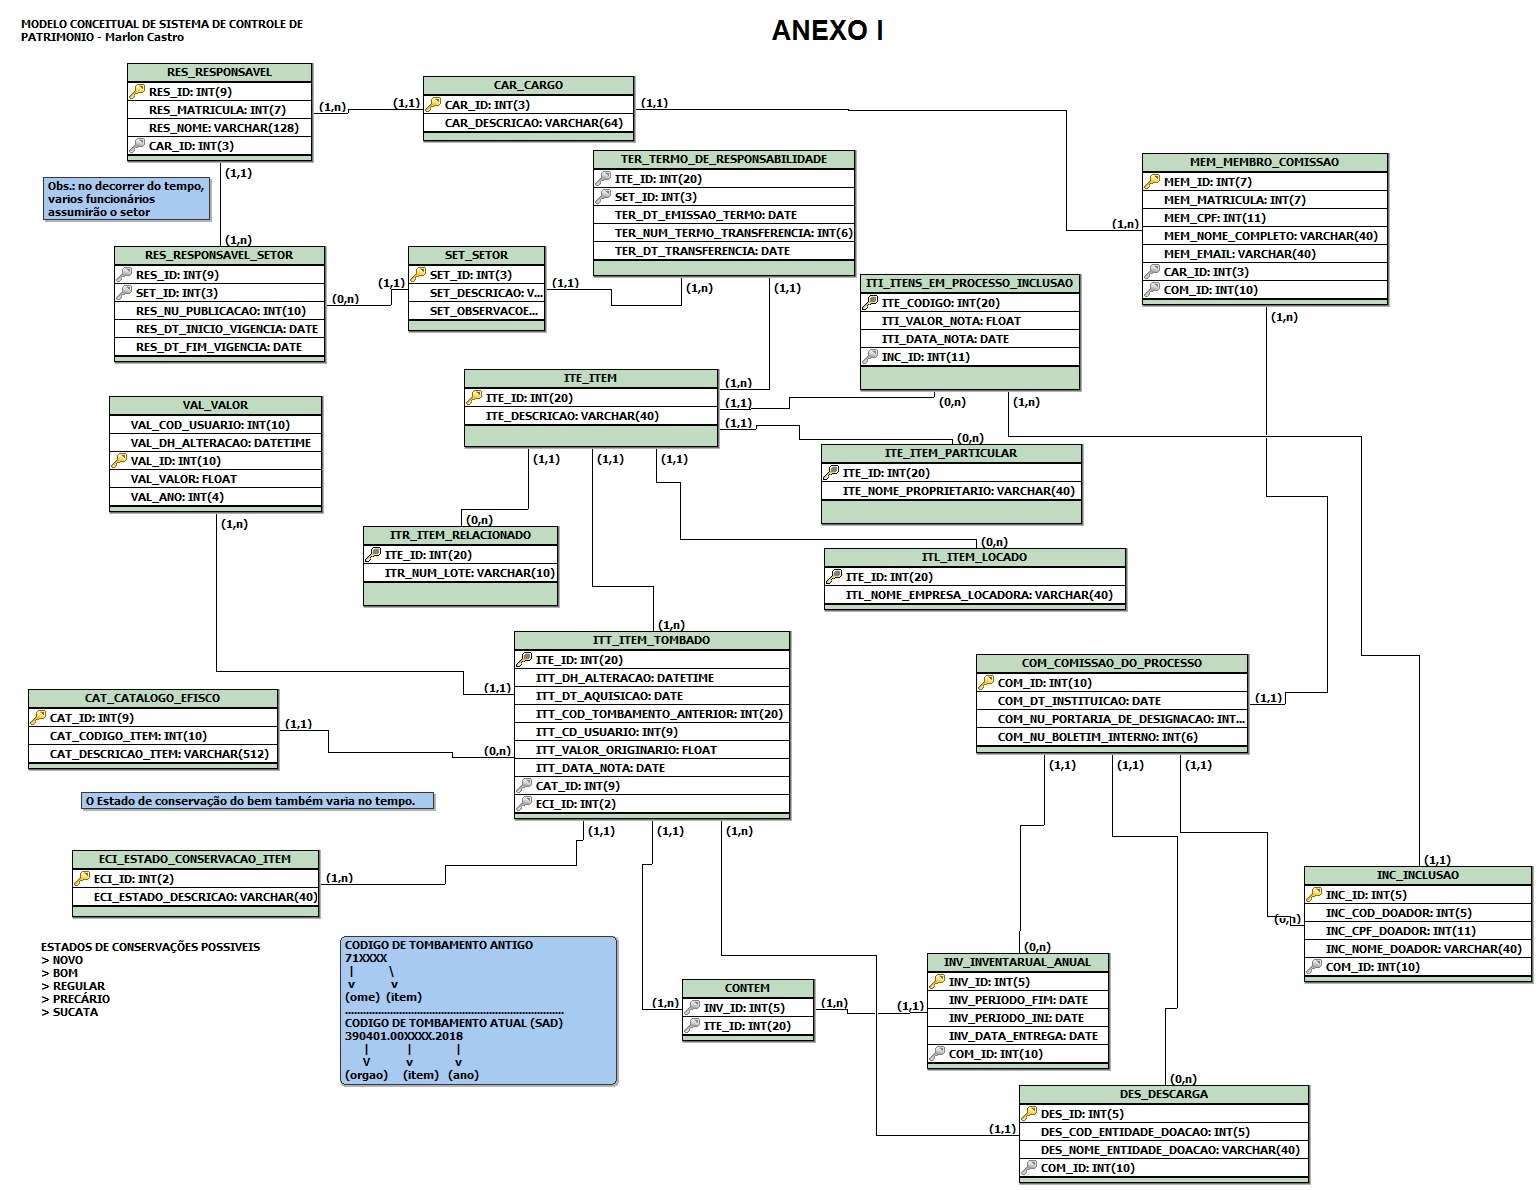 MODELO CONCEITUAL DE SISTEMA DE CONTROLE DE
PATRIMONIO - Marlon Castro
ANEXO I
RES_RESPONSAVEL
RES_ID: INT(9)
RES_MATRICULA: INT(7)
RES_NOME: VARCHAR(128)
CAR_ID: INT(3)
(1,n)
(1,1)
(1,1)
CAR_CARGO
CAR_ID: INT(3)
CAR_DESCRICAO: VARCHAR(64)
(1,1)
Obs.: no decorrer do tempo,
varios funcionários
assumirão o setor
(1,n)
TER_TERMO_DE_RESPONSABILIDADE
ITE_ID: INT(20)
SET_ID: INT(3)
TER_DT_EMISSAO_TERMO: DATE
TER_NUM_TERMO_TRANSFERENCIA: INT(6)
TER_DT_TRANSFERENCIA: DATE
(1,n)
(1,1)
MEM_MEMBRO_COMISSAO
MEM_ID: INT(7)
MEM_MATRICULA: INT(7)
MEM_CPF: INT(11)
MEM_NOME_COMPLETO: VARCHAR(40)
MEM_EMAIL: VARCHAR(40)
CAR_ID: INT(3)
COM_ID: INT(10)
(1,n)
(1,n)
RES_RESPONSAVEL_SETOR
RES_ID: INT(9)
SET_ID: INT(3)
RES_NU_PUBLICACAO: INT(10)
RES_DT_INICIO_VIGENCIA: DATE
RES_DT_FIM_VIGENCIA: DATE
(0,n)
(1,1)
SET_SETOR
SET_ID: INT(3)
SET_DESCRICAO: V...
SET_OBSERVACOE...
(1,1)
ITI_ITENS_EM_PROCESSO_INCLUSAO
ITE_CODIGO: INT(20)
ITI_VALOR_NOTA: FLOAT
ITI_DATA_NOTA: DATE
INC_ID: INT(11)
(0,n)
(1,n)
ITE_ITEM
ITE_ID: INT(20)
ITE_DESCRICAO: VARCHAR(40)
(1,n)
(1,1)
(1,1)
(1,1)
(1,1)
(1,1)
VAL_VALOR
VAL_COD_USUARIO: INT(10)
VAL_DH_ALTERACAO: DATETIME
VAL_ID: INT(10)
VAL_VALOR: FLOAT
VAL_ANO: INT(4)
(1,n)
(0,n)
ITE_ITEM_PARTICULAR
ITE_ID: INT(20)
ITE_NOME_PROPRIETARIO: VARCHAR(40)
(0,n)
ITR_ITEM_RELACIONADO
ITE_ID: INT(20)
ITR_NUM_LOTE: VARCHAR(10)
(0,n)
ITL_ITEM_LOCADO
ITE_ID: INT(20)
ITL_NOME_EMPRESA_LOCADORA: VARCHAR(40)
(1,n)
ITT_ITEM_TOMBADO
ITE_ID: INT(20)
ITT_DH_ALTERACAO: DATETIME
ITT_DT_AQUISICAO: DATE
ITT_COD_TOMBAMENTO_ANTERIOR: INT(20)
ITT_CD_USUARIO: INT(9)
ITT_VALOR_ORIGINARIO: FLOAT
ITT_DATA_NOTA: DATE
CAT_ID: INT(9)
ECI_ID: INT(2)
(1,1)
(0,n)
(1,1)
(1,1)
(1,n)
COM_COMISSAO_DO_PROCESSO
COM_ID: INT(10)
COM_DT_INSTITUICAO: DATE
COM_NU_PORTARIA_DE_DESIGNACAO: INT...
COM_NU_BOLETIM_INTERNO: INT(6)
(1,1)
(1,1)
(1,1)
(1,1)
CAT_CATALOGO_EFISCO
CAT_ID: INT(9)
CAT_CODIGO_ITEM: INT(10)
CAT_DESCRICAO_ITEM: VARCHAR(512)
(1,1)
O Estado de conservação do bem também varia no tempo.
ECI_ESTADO_CONSERVACAO_ITEM
ECI_ID: INT(2)
ECI_ESTADO_DESCRICAO: VARCHAR(40)
(1,n)
(1,1)
INC_INCLUSAO
INC_ID: INT(5)
INC_COD_DOADOR: INT(5)
INC_CPF_DOADOR: INT(11)
INC_NOME_DOADOR: VARCHAR(40)
COM_ID: INT(10)
(0,n)
ESTADOS DE CONSERVAÇÕES POSSIVEIS
> NOVO
> BOM
> REGULAR
> PRECÁRIO
> SUCATA
CODIGO DE TOMBAMENTO ANTIGO
71XXXX
| \
v v
(ome) (item)
........................................................................
CODIGO DE TOMBAMENTO ATUAL (SAD)
390401.00XXXX.2018
| | |
V v v
(orgao) (item) (ano)
(1,n)
CONTEM
INV_ID: INT(5)
ITE_ID: INT(20)
(1,n)
(1,1)
(0,n)
INV_INVENTARUAL_ANUAL
INV_ID: INT(5)
INV_PERIODO_FIM: DATE
INV_PERIODO_INI: DATE
INV_DATA_ENTREGA: DATE
COM_ID: INT(10)
(0,n)
(1,1)
DES_DESCARGA
DES_ID: INT(5)
DES_COD_ENTIDADE_DOACAO: INT(5)
DES_NOME_ENTIDADE_DOACAO: VARCHAR(40)
COM_ID: INT(10)